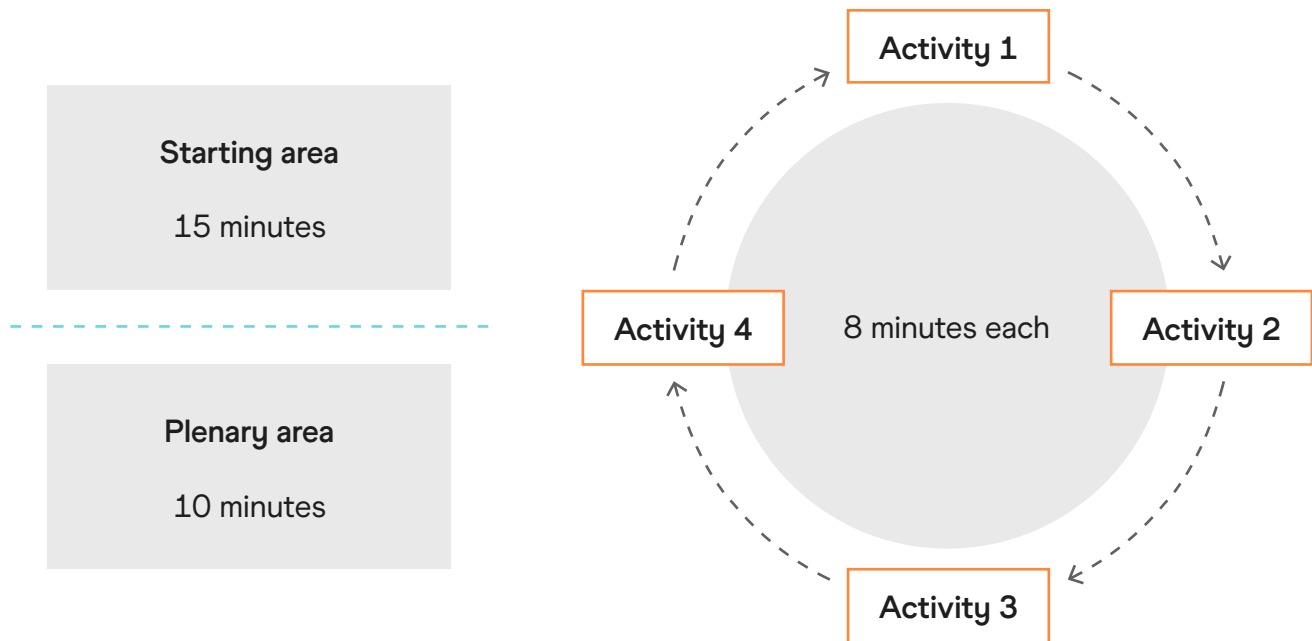 Starting area
15 minutes
Plenary area
10 minutes
Activity 1
Activity 2
Activity 3
Activity 4
8 minutes each